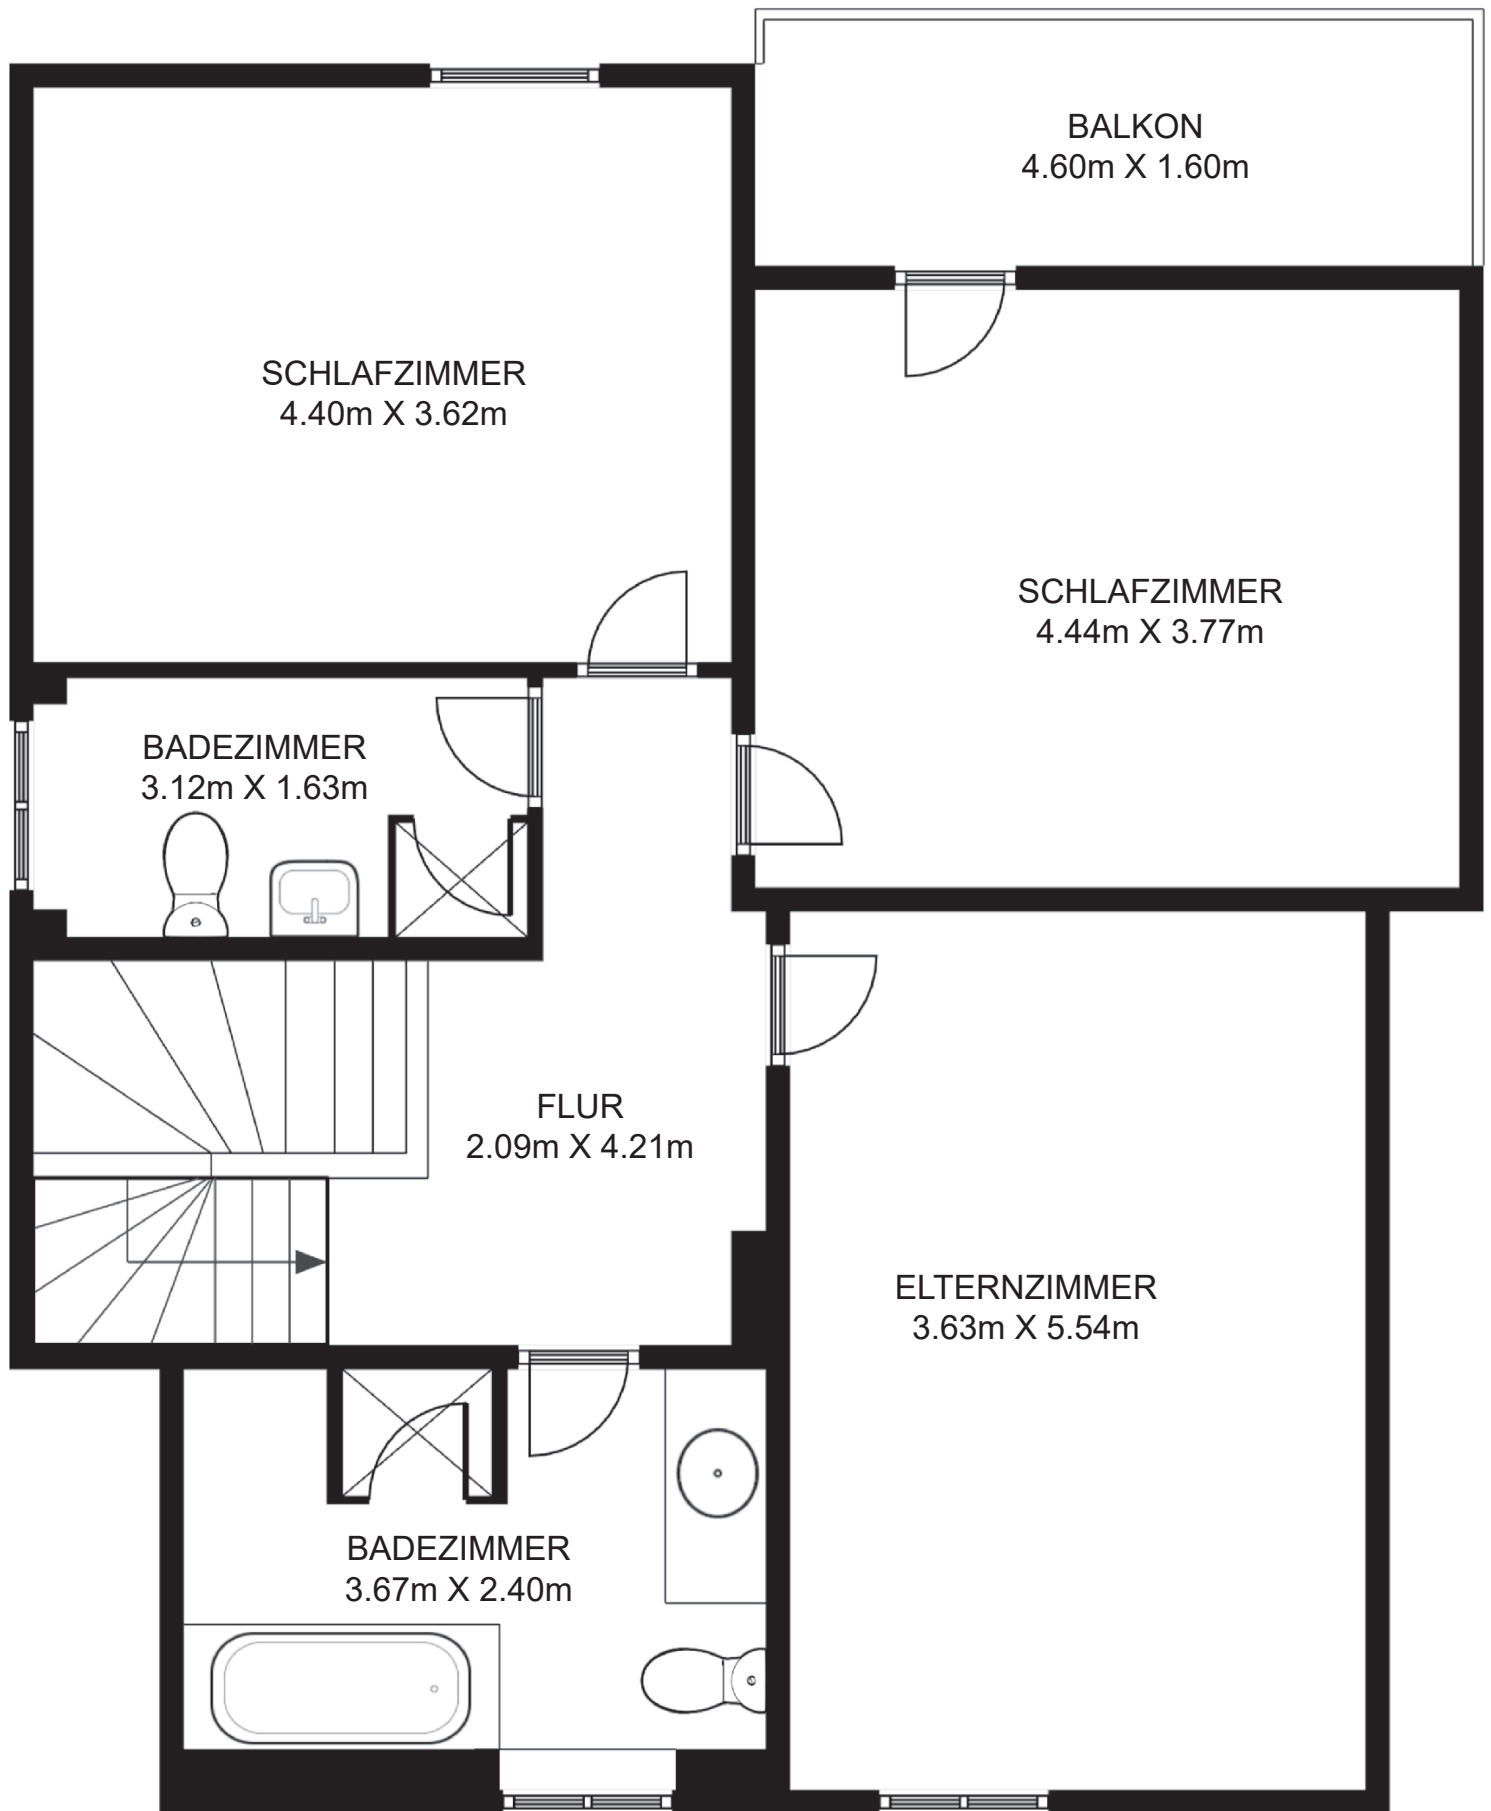 BALKON
4.60m X 1.60m
SCHLAFZIMMER
4.40m X 3.62m
SCHLAFZIMMER
4.44m X 3.77m
BADEZIMMER
3.12m X 1.63m
FLUR
2.09m X 4.21m
ELTERNZIMMER
3.63m X 5.54m
BADEZIMMER
3.67m X 2.40m